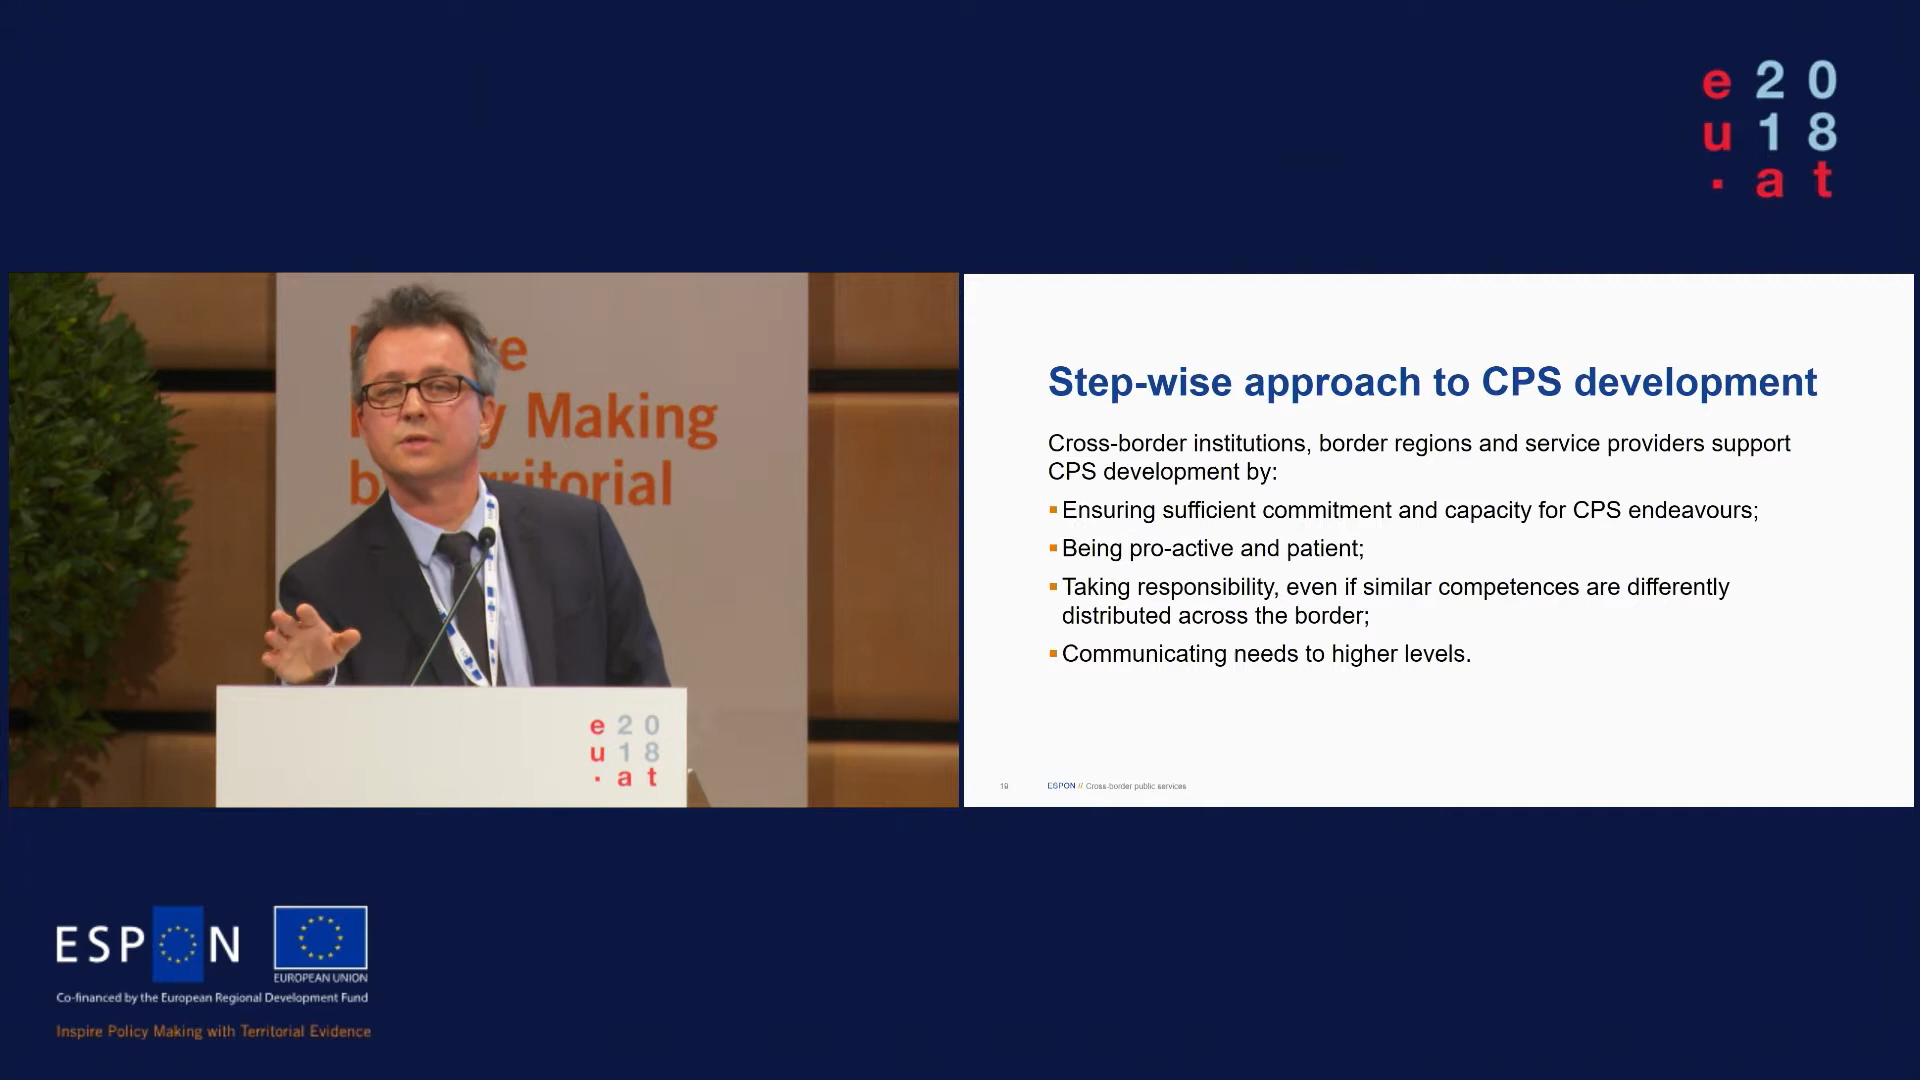 e 2 0
u 1 8
. a t
re
y Making
by Territorial
e 2 0
u 1 8
. a t
Step-wise approach to CPS development
Cross-border institutions, border regions and service providers support
CPS development by:
Ensuring sufficient commitment and capacity for CPS endeavours;
Being pro-active and patient;
Taking responsibility, even if similar competences are differently
distributed across the border;
Communicating needs to higher levels.
19 ESPON // Cross-border public services
ESPON
EUROPEAN UNION
Co-financed by the European Regional Development Fund
Inspire Policy Making with Territorial Evidence